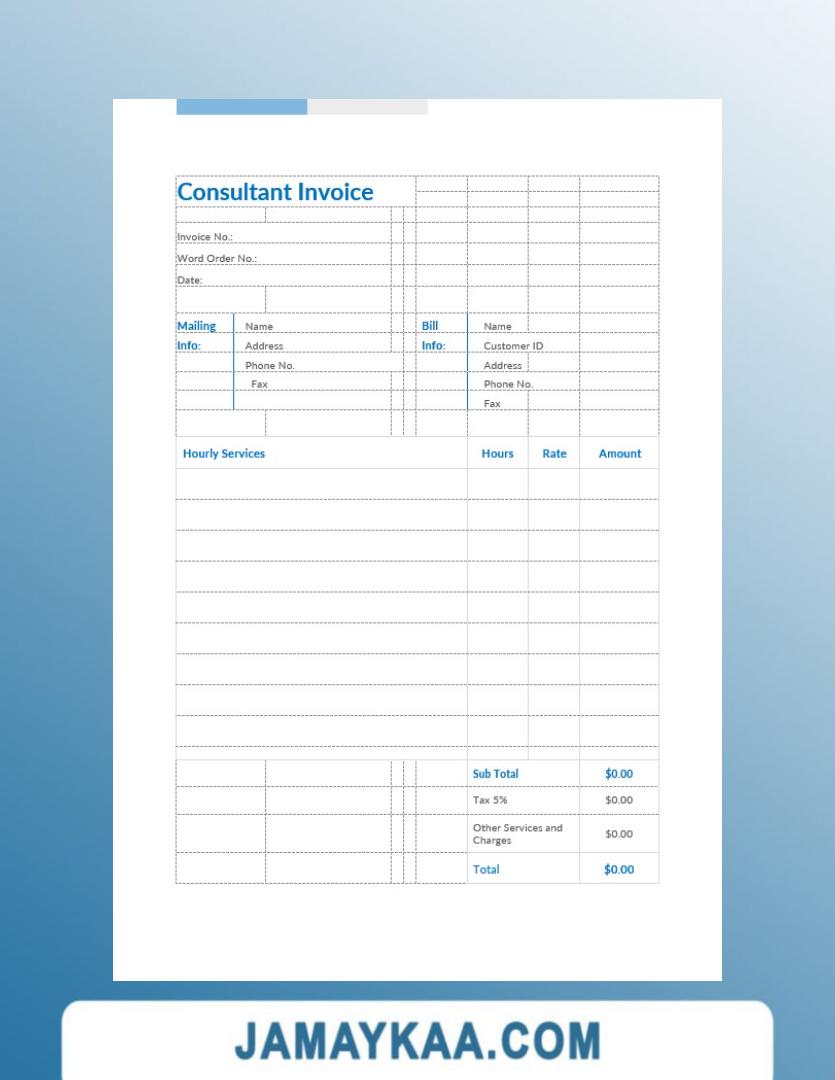 Consultant Invoice
Invoice No.:
Word Order No.:
Date:
Mailing Name Bill Name
Info: Address Info: Customer ID
Phone No. Address
Fax Phone No.
Fax
Hourly Services Hours Rate Amount
Sub Total $0.00
Tax 5% $0.00
Other Services and
Charges $0.00
Total $0.00
JAMAYKAA.COM